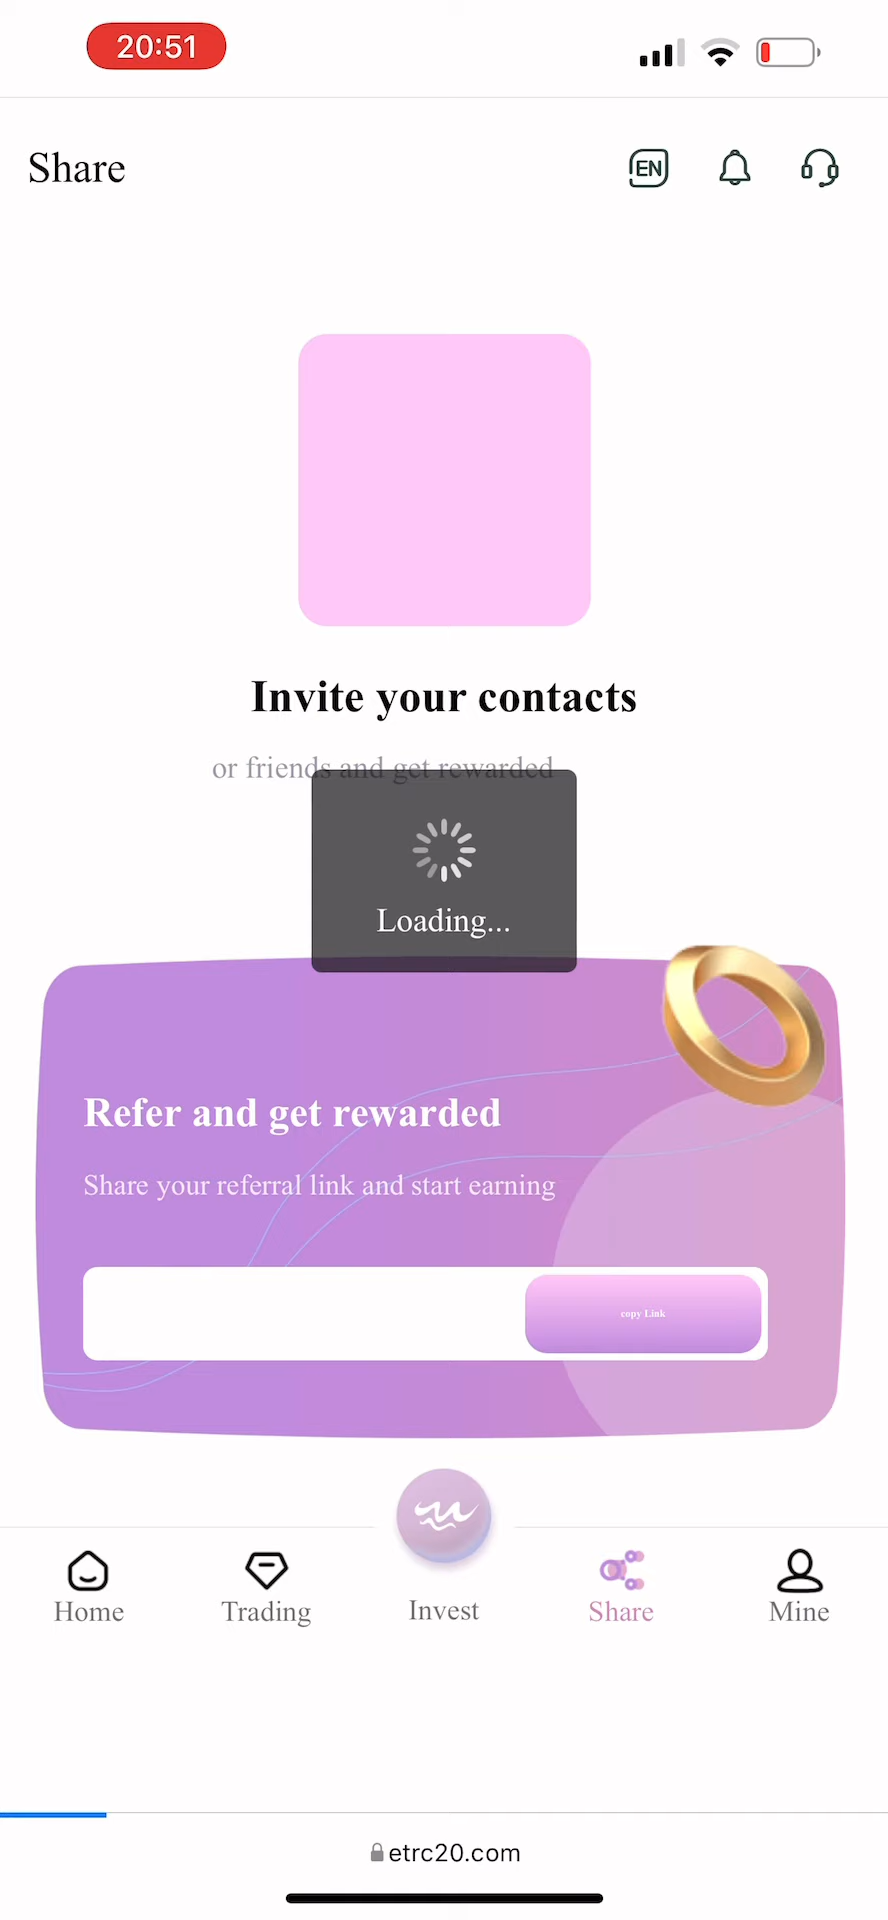 20:51
Share
EN
Invite your contacts
or friends and get rewarded
Loading...
Refer and get rewarded
Share your referral link and start earning
copy Link
Home
Trading
Invest
Share
Mine
etrc20.com